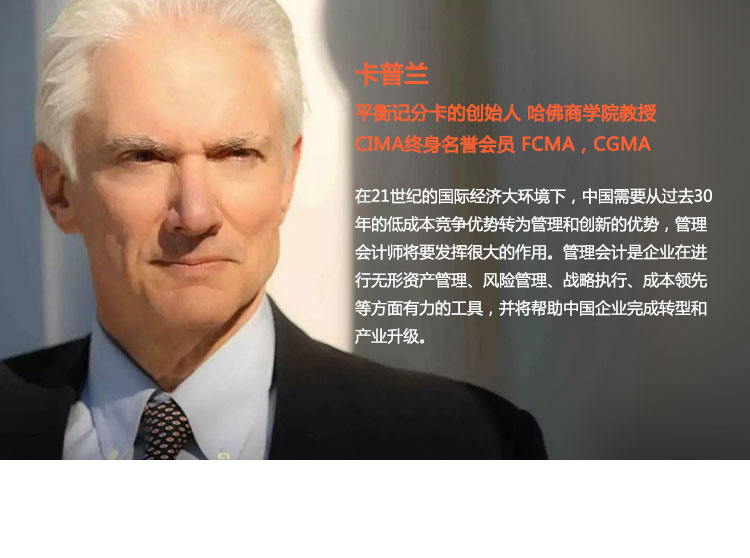 卡普兰
平衡记分卡的创始人 哈佛商学院教授
CIMA终身名誉会员 FCMA，CGMA
在21世纪的国际经济大环境下，中国需要从过去30
年的低成本竞争优势转为管理和创新的优势，管理
会计师将要发挥很大的作用。管理会计是企业在进
行无形资产管理、风险管理、战略执行、成本领先
等方面有力的工具，并将帮助中国企业完成转型和
产业升级。